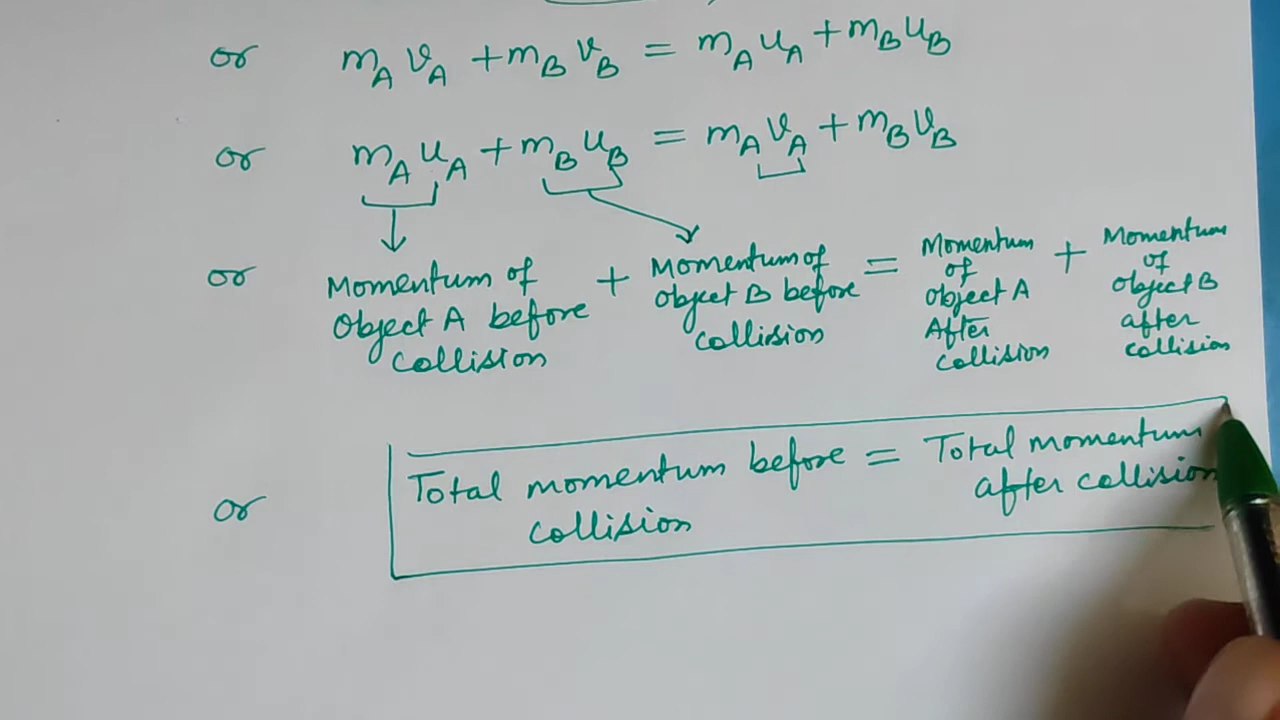 or m_A v_A + m_B v_B = m_A u_A + m_B u_B
or m_A u_A + m_B u_B = m_A v_A + m_B v_B
or Momentum of + Momentum of = Momentum + Momentum
object A before object B before of of
collision collision object A object B
After after
collision collision
or Total momentum before = Total momentum
collision after collision